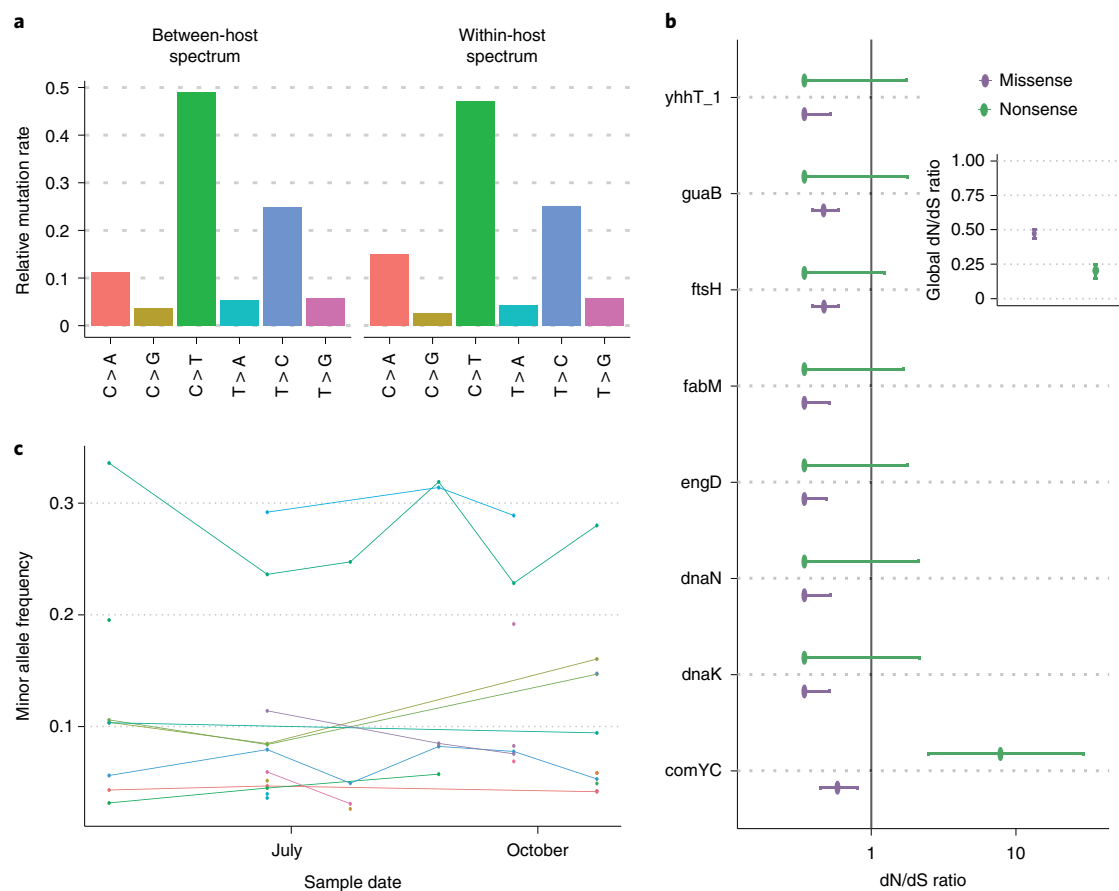 a
Between-host
spectrum
Within-host
spectrum
Relative mutation rate
0.5
0.4
0.3
0.2
0.1
0
C > A
C > G
C > T
T > A
T > C
T > G
C > A
C > G
C > T
T > A
T > C
T > G
b
yhhT_1
guaB
ftsH
fabM
engD
dnaN
dnaK
comYC
1
10
dN/dS ratio
Missense
Nonsense
Global dN/dS ratio
1.00
0.75
0.50
0.25
0
c
Minor allele frequency
0.3
0.2
0.1
July
October
Sample date